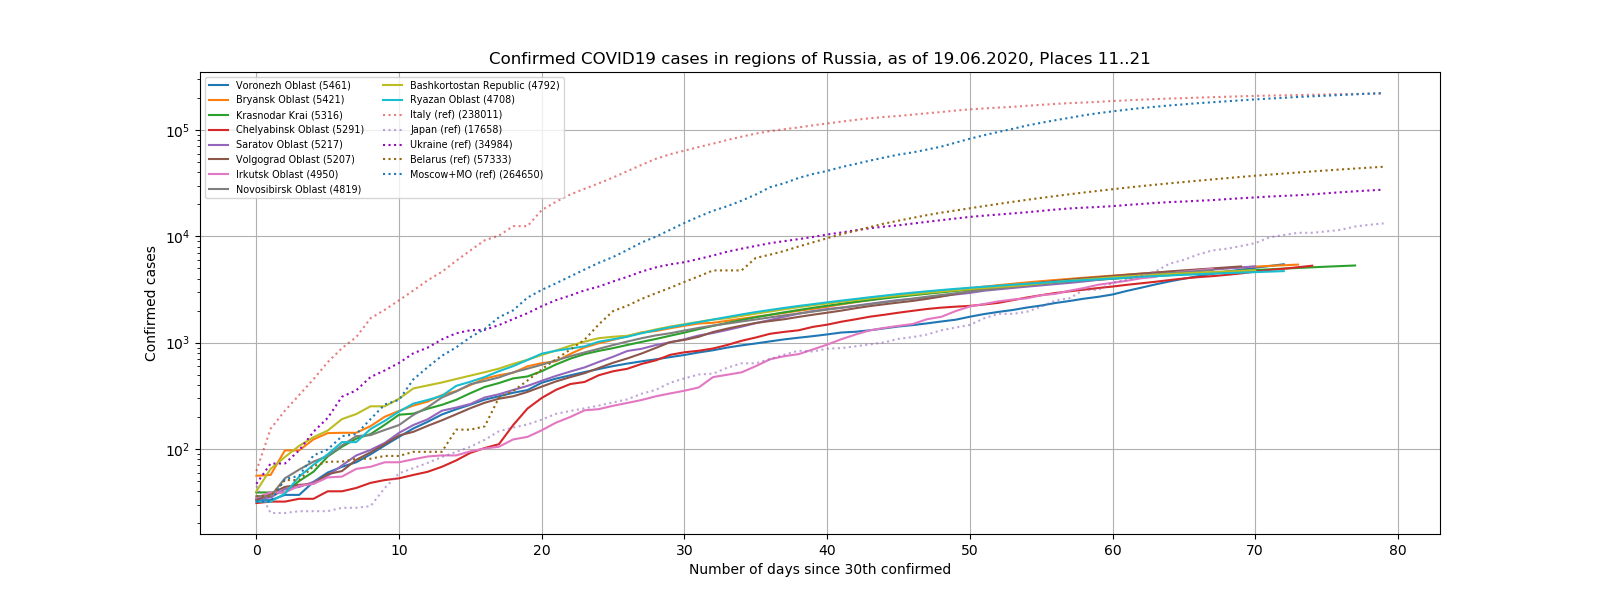 Confirmed COVID19 cases in regions of Russia, as of 19.06.2020, Places 11..21
Voronezh Oblast (5461)
Bryansk Oblast (5421)
Krasnodar Krai (5316)
Chelyabinsk Oblast (5291)
Saratov Oblast (5217)
Volgograd Oblast (5207)
Irkutsk Oblast (4950)
Novosibirsk Oblast (4819)
Bashkortostan Republic (4792)
Ryazan Oblast (4708)
Italy (ref) (238011)
Japan (ref) (17658)
Ukraine (ref) (34984)
Belarus (ref) (57333)
Moscow+MO (ref) (264650)
Confirmed cases
10⁵
10⁴
10³
10²
0 10 20 30 40 50 60 70 80
Number of days since 30th confirmed